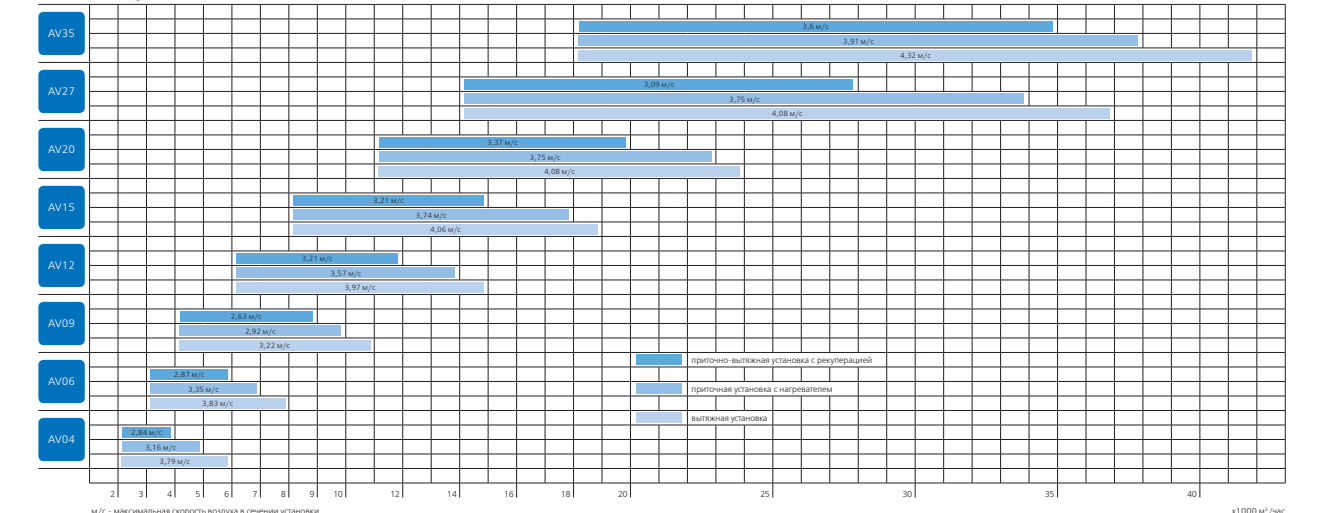 AV35
3,6 м/с
3,91 м/с
4,32 м/с
AV27
3,09 м/с
3,75 м/с
4,08 м/с
AV20
3,37 м/с
3,75 м/с
4,08 м/с
AV15
3,21 м/с
3,74 м/с
4,06 м/с
AV12
3,21 м/с
3,57 м/с
3,97 м/с
AV09
2,63 м/с
2,92 м/с
3,22 м/с
приточно-вытяжная установка с рекуперацией
AV06
2,87 м/с
3,35 м/с
приточная установка с нагревателем
3,83 м/с
вытяжная установка
AV04
2,84 м/с
3,16 м/с
3,79 м/с
2 3 4 5 6 7 8 9 10 12 14 16 18 20 25 30 35 40
м/с - максимальная скорость воздуха в сечении установки
x1000 м³/час